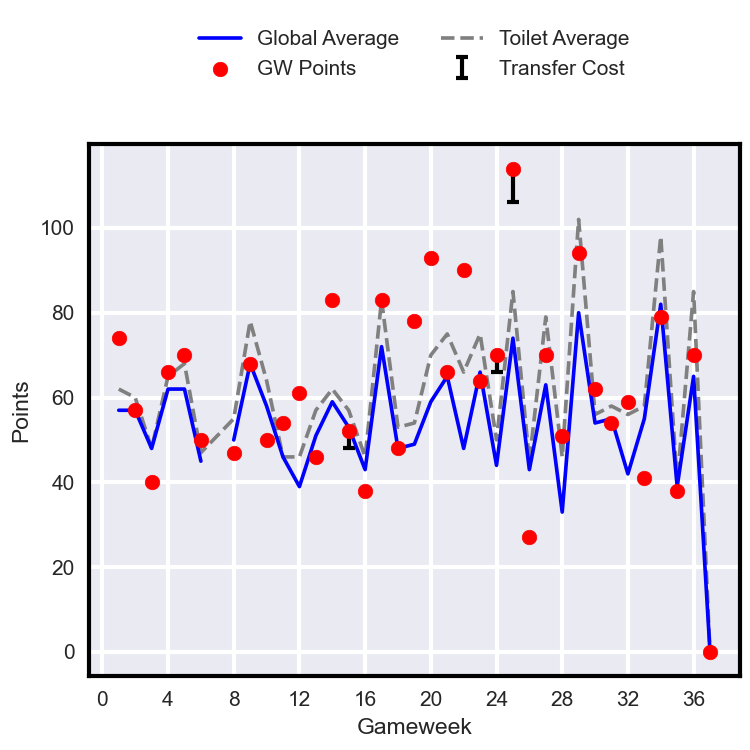 Global Average
Toilet Average
GW Points
Transfer Cost
100
80
60
40
20
0
Points
0 4 8 12 16 20 24 28 32 36
Gameweek